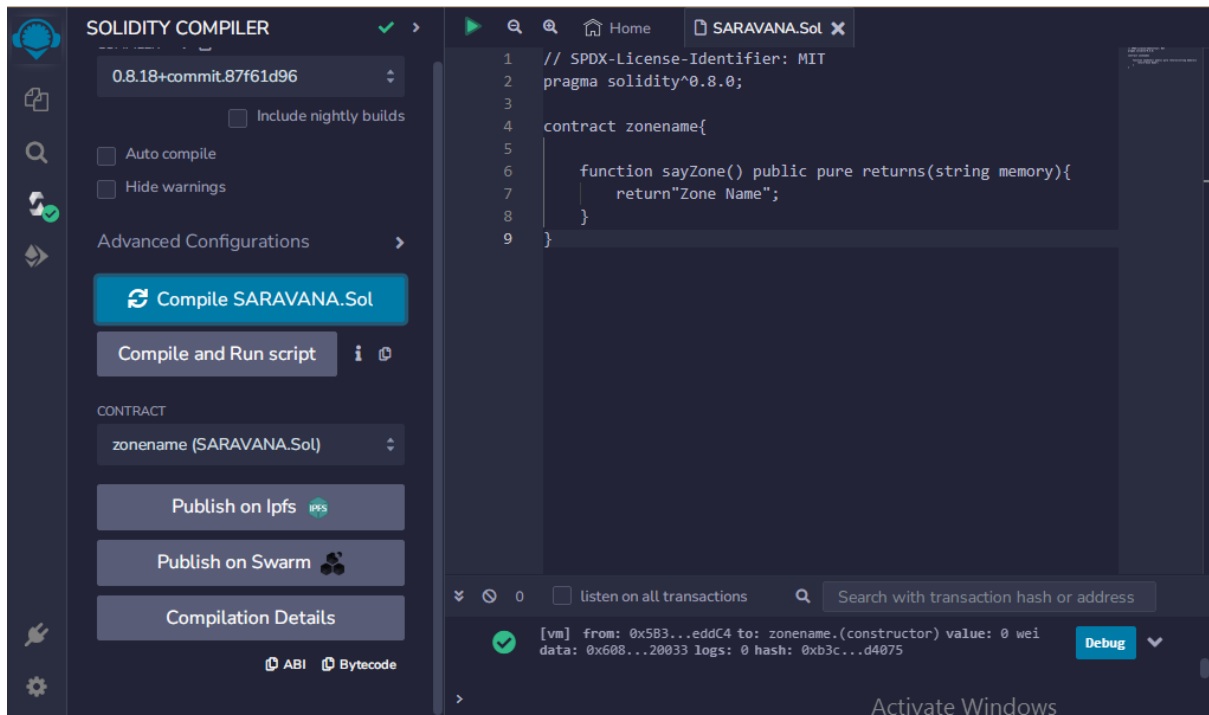 SOLIDITY COMPILER
0.8.18+commit.87f61d96
Include nightly builds
Auto compile
Hide warnings
Advanced Configurations
Compile SARAVANA.Sol
Compile and Run script
i
CONTRACT
zonename (SARAVANA.Sol)
Publish on Ipfs IPFS
Publish on Swarm
Compilation Details
ABI Bytecode
Home SARAVANA.Sol
1 // SPDX-License-Identifier: MIT
2 pragma solidity^0.8.0;
3
4 contract zonename{
5
6 function sayZone() public pure returns(string memory){
7 return"Zone Name";
8 }
9 }
0 listen on all transactions Search with transaction hash or address
[vm] from: 0x5B3...eddC4 to: zonename.(constructor) value: 0 wei
data: 0x608...20033 logs: 0 hash: 0xb3c...d4075
Debug
>
Activate Windows